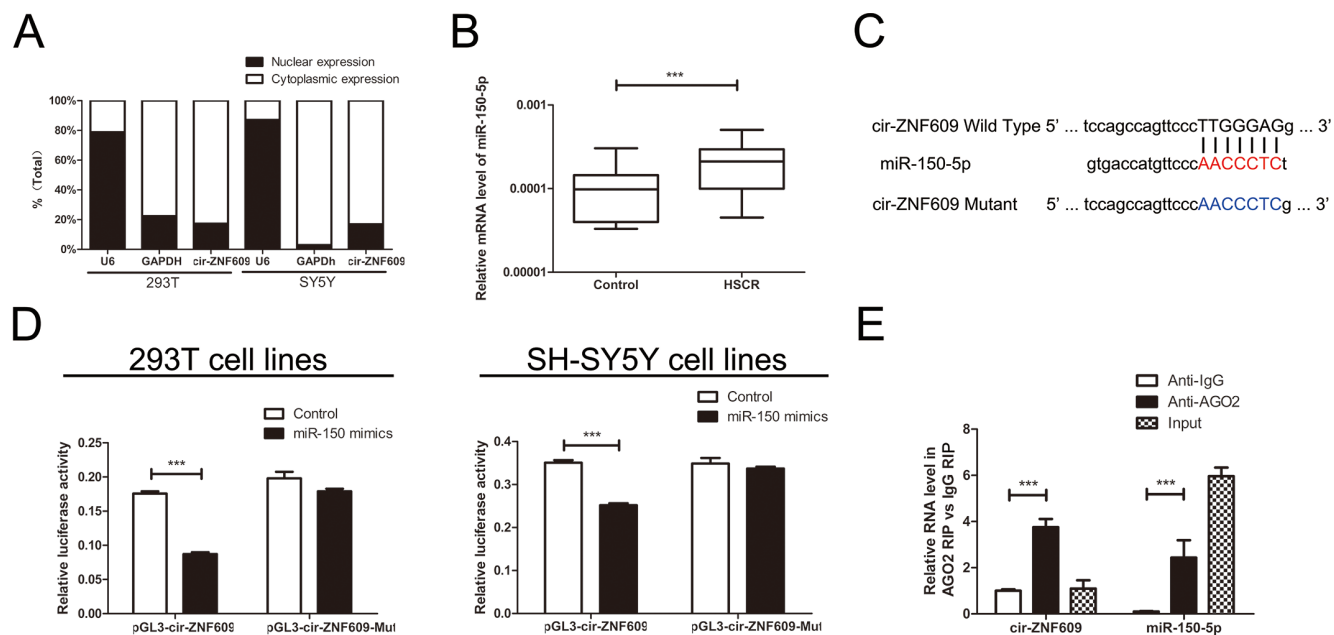 A
Nuclear expression
Cytoplasmic expression
% (Total)
100%
80%
60%
40%
20%
0%
U6 GAPDH cir-ZNF609 U6 GAPDh cir-ZNF609
293T SY5Y
B
Relative mRNA level of miR-150-5p
***
0.001
0.0001
0.00001
Control HSCR
C
cir-ZNF609 Wild Type 5’ ... tccagccagttcccTTGGGAGg ... 3’
miR-150-5p gtgaccatgttcccAACCCTCt
cir-ZNF609 Mutant 5’ ... tccagccagttcccAACCCTCg ... 3’
D
293T cell lines
Control
miR-150 mimics
Relative luciferase activity
0.25
0.20
0.15
0.10
0.05
0.00
***
pGL3-cir-ZNF609 pGL3-cir-ZNF609-Mut
SH-SY5Y cell lines
Control
miR-150 mimics
Relative luciferase activity
0.4
0.3
0.2
0.1
0.0
***
pGL3-cir-ZNF609 pGL3-cir-ZNF609-Mut
E
Anti-IgG
Anti-AGO2
Input
Relative RNA level in
AGO2 RIP vs IgG RIP
8
6
4
2
0
*** ***
cir-ZNF609 miR-150-5p